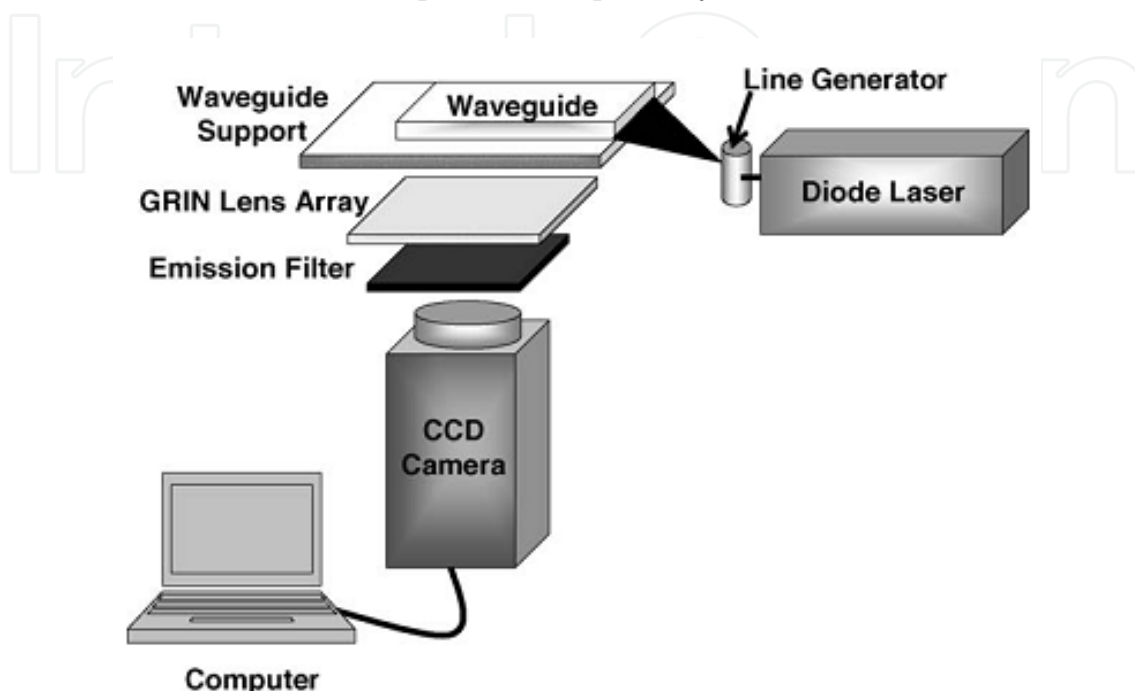 Waveguide
Support
Waveguide
Line Generator
Diode Laser
GRIN Lens Array
Emission Filter
CCD
Camera
Computer